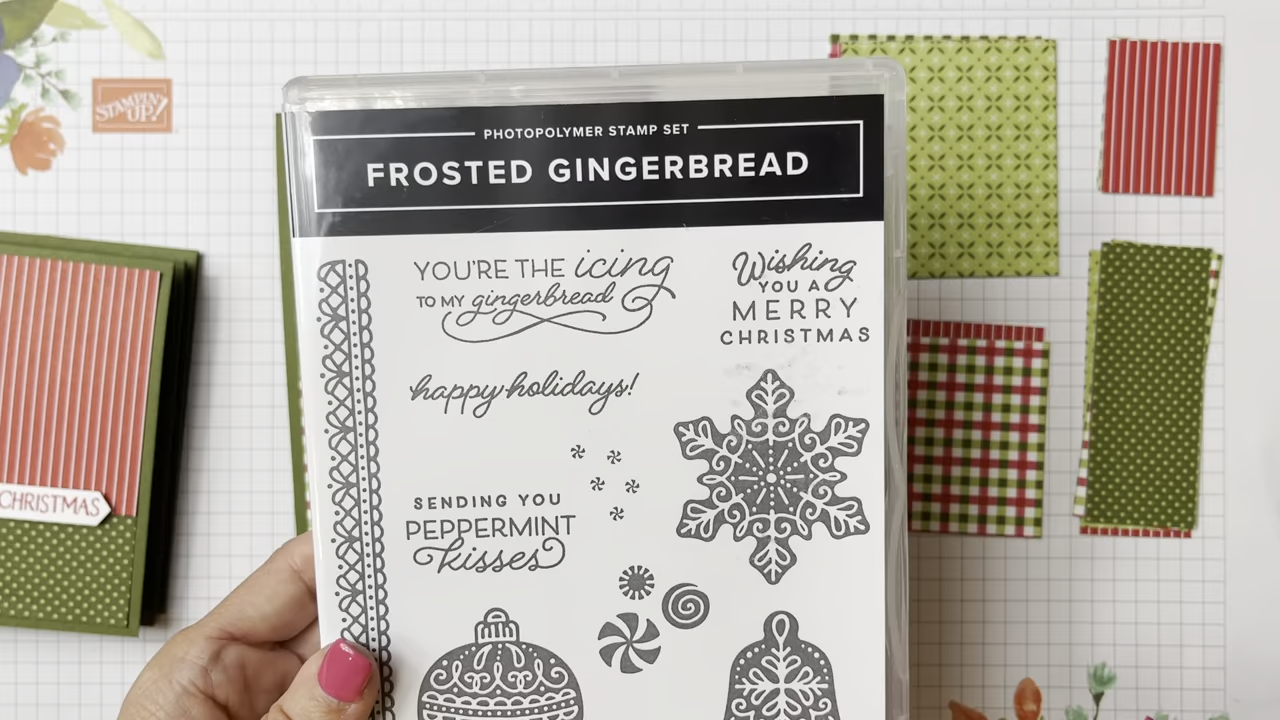 STAMPIN' UP!
PHOTOPOLYMER STAMP SET
FROSTED GINGERBREAD
YOU'RE THE icing
TO MY gingerbread
Wishing
YOU A
MERRY
CHRISTMAS
happy holidays!
SENDING YOU
PEPPERMINT
kisses
CHRISTMAS